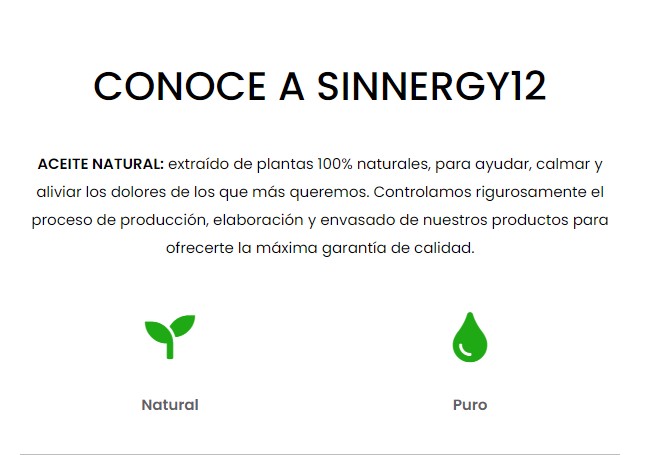 CONOCE A SINNERGY12
ACEITE NATURAL: extraído de plantas 100% naturales, para ayudar, calmar y
aliviar los dolores de los que más queremos. Controlamos rigurosamente el
proceso de producción, elaboración y envasado de nuestros productos para
ofrecerte la máxima garantía de calidad.
Natural
Puro